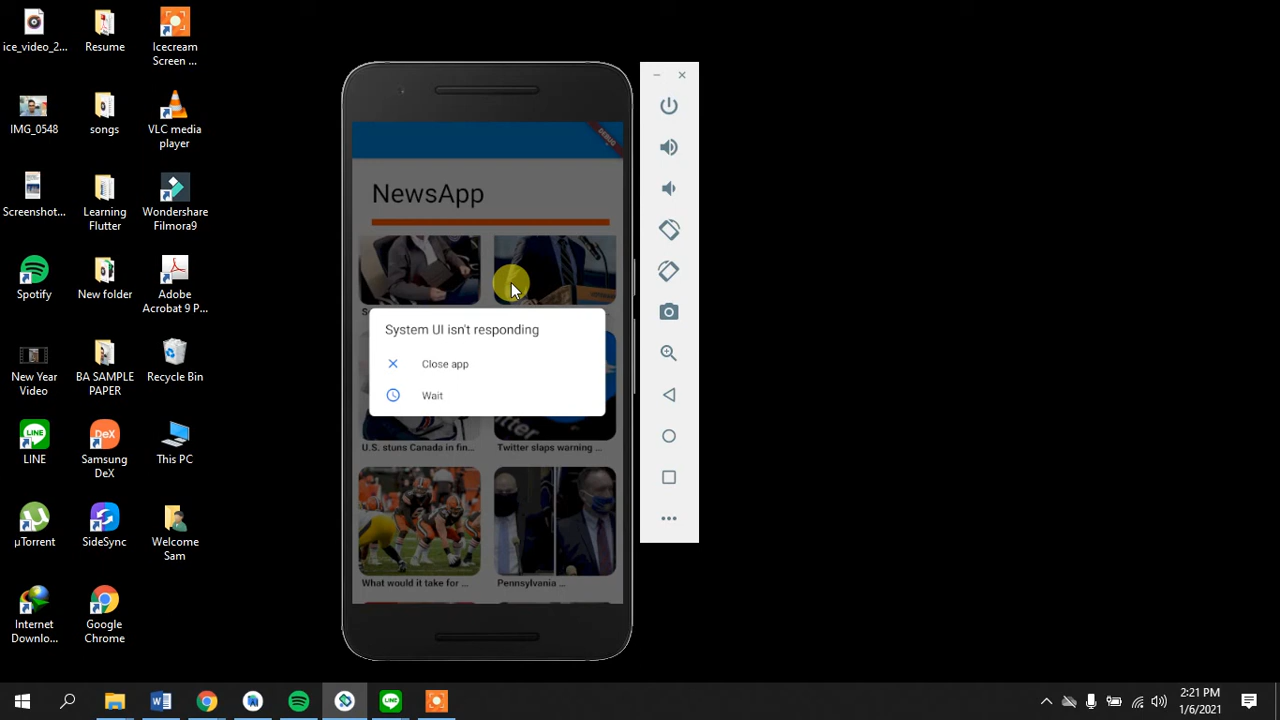 ice_video_2...
Resume
Icecream
Screen ...
IMG_0548
songs
VLC media
player
Screenshot...
Learning
Flutter
Wondershare
Filmora9
Spotify
New folder
Adobe
Acrobat 9 P...
New Year
Video
BA SAMPLE
PAPER
Recycle Bin
LINE
Samsung
DeX
This PC
µTorrent
SideSync
Welcome
Sam
Internet
Downlo...
Google
Chrome
DEBUG
NewsApp
System UI isn't responding
Close app
Wait
U.S. stuns Canada in fin...
Twitter slaps warning ...
What would it take for ...
Pennsylvania ...
2:21 PM
1/6/2021